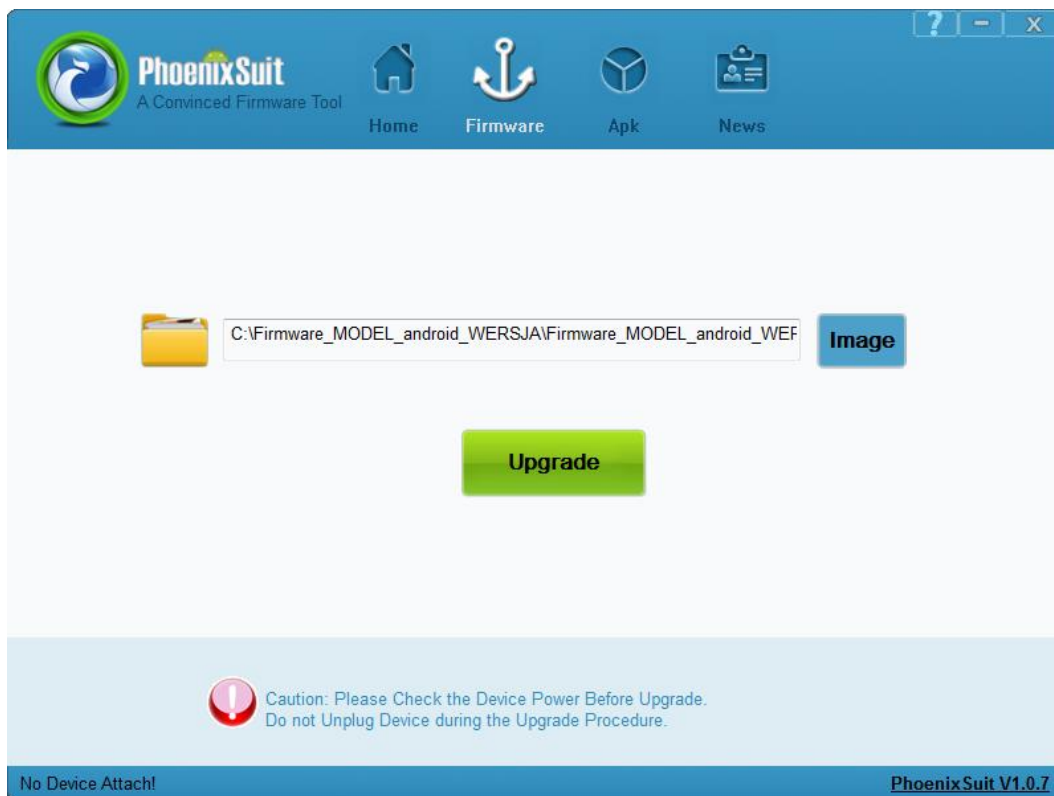 ? - X
PhoenixSuit
A Convinced Firmware Tool
Home Firmware Apk News
C:\Firmware_MODEL_android_WERSJA\Firmware_MODEL_android_WER
Image
Upgrade
Caution: Please Check the Device Power Before Upgrade.
Do not Unplug Device during the Upgrade Procedure.
No Device Attach! PhoenixSuit V1.0.7